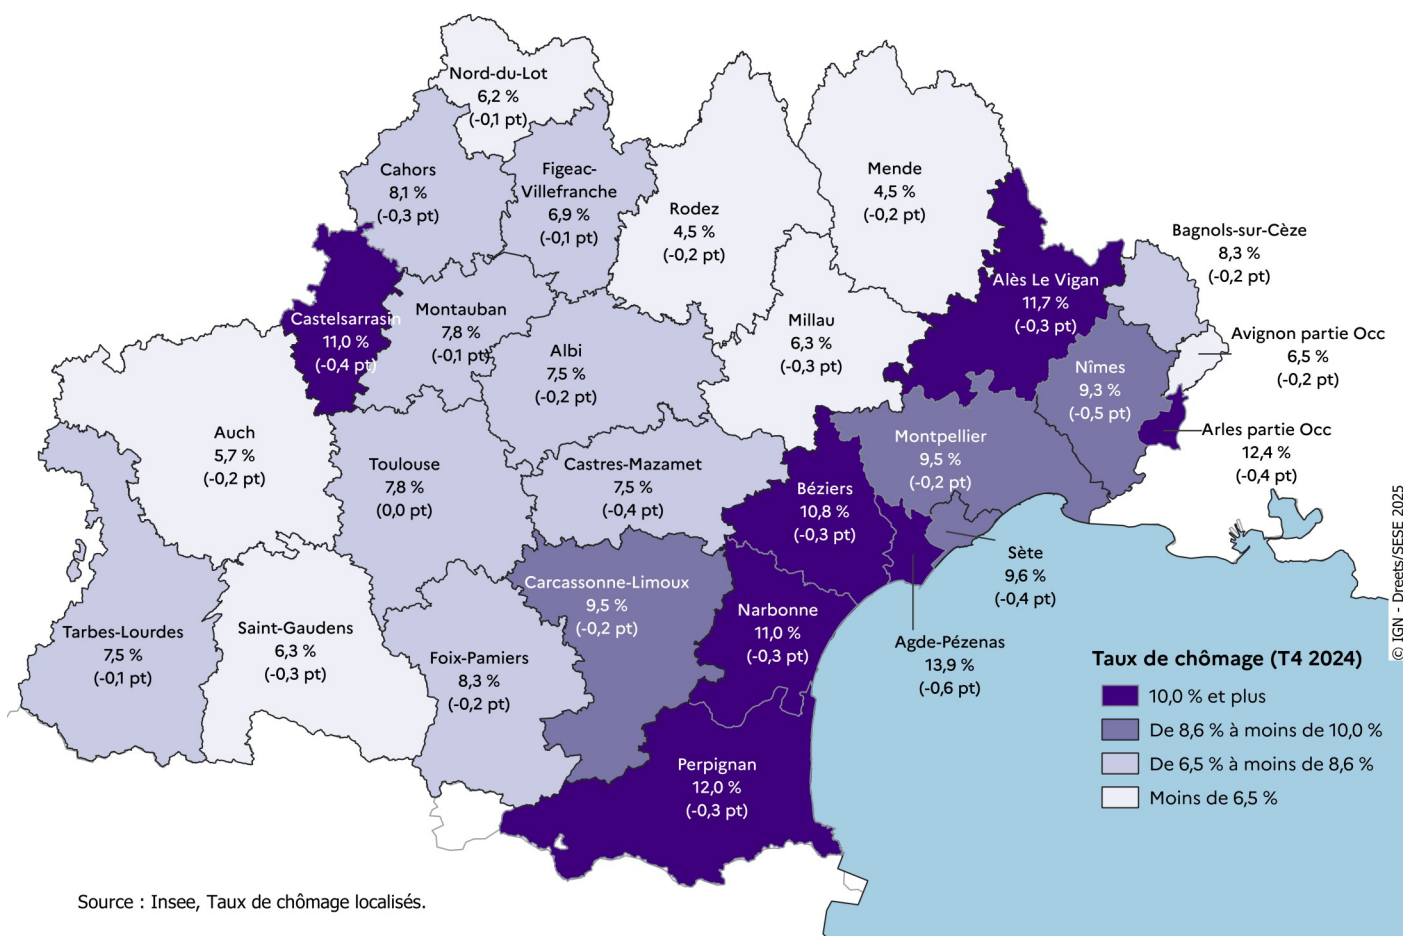 Nord-du-Lot
6,2 %
(-0,1 pt)
Cahors
8,1 %
(-0,3 pt)
Figeac-
Villefranche
6,9 %
(-0,1 pt)
Rodez
4,5 %
(-0,2 pt)
Mende
4,5 %
(-0,2 pt)
Bagnols-sur-Cèze
8,3 %
(-0,2 pt)
Alès Le Vigan
11,7 %
(-0,3 pt)
Castelsarrasin
11,0 %
(-0,4 pt)
Montauban
7,8 %
(-0,1 pt)
Albi
7,5 %
(-0,2 pt)
Millau
6,3 %
(-0,3 pt)
Avignon partie Occ
6,5 %
(-0,2 pt)
Nîmes
9,3 %
(-0,5 pt)
Arles partie Occ
12,4 %
(-0,4 pt)
Auch
5,7 %
(-0,2 pt)
Toulouse
7,8 %
(0,0 pt)
Castres-Mazamet
7,5 %
(-0,4 pt)
Montpellier
9,5 %
(-0,2 pt)
Béziers
10,8 %
(-0,3 pt)
Sète
9,6 %
(-0,4 pt)
Carcassonne-Limoux
9,5 %
(-0,2 pt)
Narbonne
11,0 %
(-0,3 pt)
Agde-Pézenas
13,9 %
(-0,6 pt)
Tarbes-Lourdes
7,5 %
(-0,1 pt)
Saint-Gaudens
6,3 %
(-0,3 pt)
Foix-Pamiers
8,3 %
(-0,2 pt)
Perpignan
12,0 %
(-0,3 pt)
Taux de chômage (T4 2024)
10,0 % et plus
De 8,6 % à moins de 10,0 %
De 6,5 % à moins de 8,6 %
Moins de 6,5 %
© IGN - Dreets/SESE 2025
Source : Insee, Taux de chômage localisés.